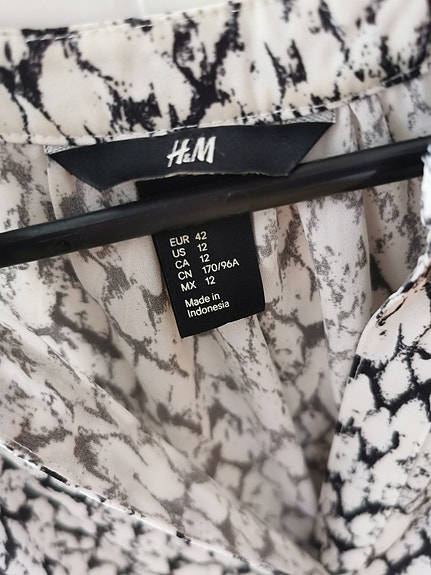 H&M
EUR 42
US 12
CA 12
CN 170/96A
MX 12
Made in
Indonesia